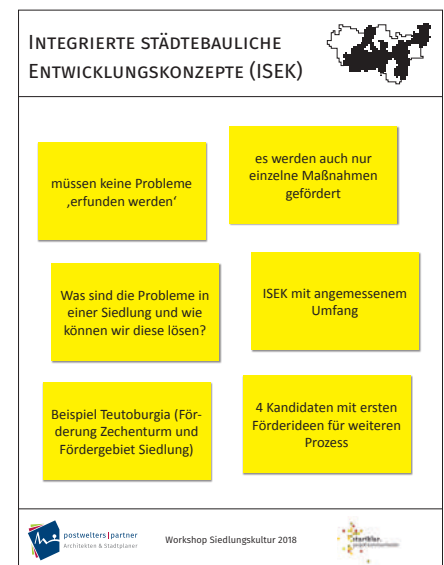 INTEGRIERTE STÄDTEBAULICHE
ENTWICKLUNGSKONZEPTE (ISEK)
müssen keine Probleme
‚erfunden werden‘
es werden auch nur
einzelne Maßnahmen
gefördert
Was sind die Probleme in
einer Siedlung und wie
können wir diese lösen?
ISEK mit angemessenem
Umfang
Beispiel Teutoburgia (För-
derung Zechenturm und
Fördergebiet Siedlung)
4 Kandidaten mit ersten
Förderideen für weiteren
Prozess
postwelters|partner
Architekten & Stadtplaner
Workshop Siedlungskultur 2018
startklar.